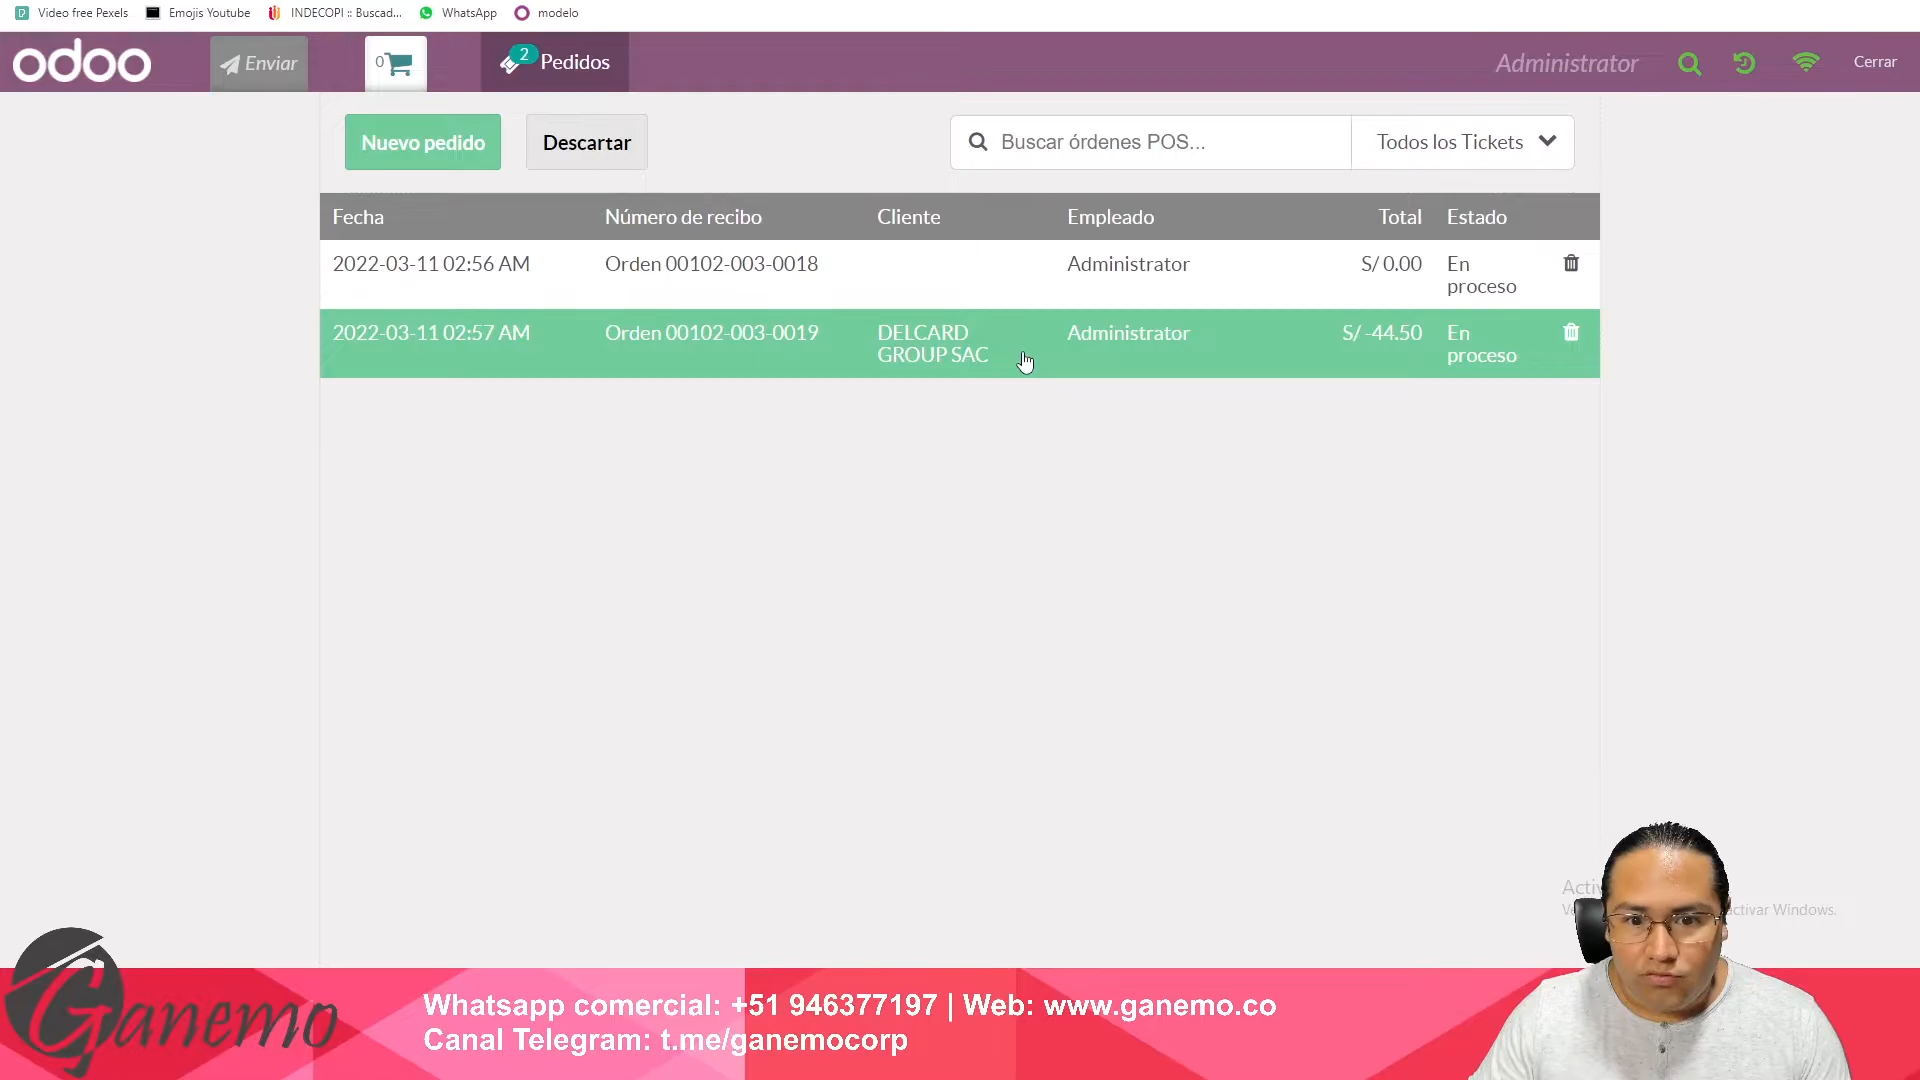 Video free Pexels Emojis Youtube INDECOPI :: Buscad... WhatsApp modelo
odoo Enviar 0 2 Pedidos Administrator Cerrar
Nuevo pedido Descartar Buscar órdenes POS... Todos los Tickets
Fecha Número de recibo Cliente Empleado Total Estado
2022-03-11 02:56 AM Orden 00102-003-0018 Administrator S/ 0.00 En
proceso
2022-03-11 02:57 AM Orden 00102-003-0019 DELCARD Administrator S/ -44.50 En
GROUP SAC proceso
Windows.
Ganemo
Whatsapp comercial: +51 946377197 | Web: www.ganemo.co
Canal Telegram: t.me/ganemocorp